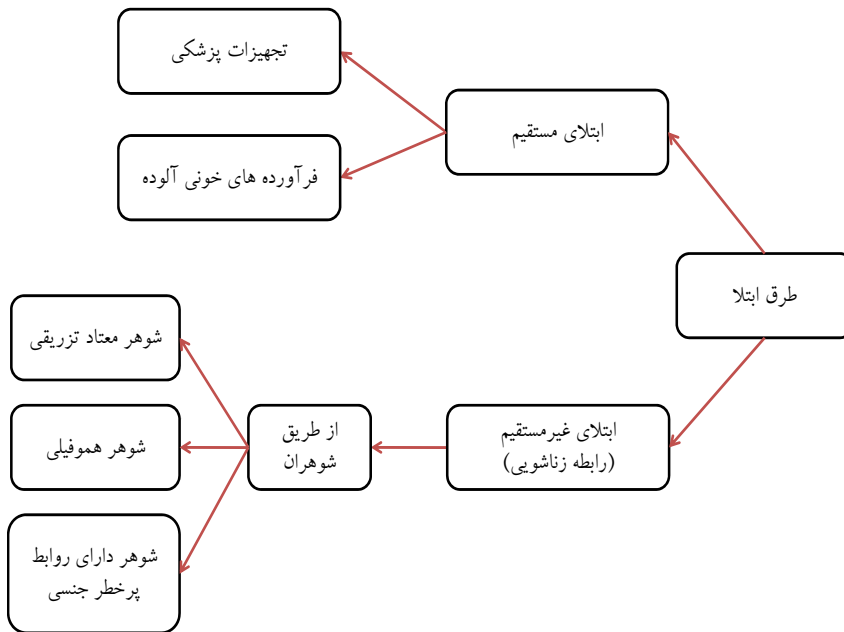 طرق ابتلا
ابتلای مستقیم
تجهیزات پزشکی
فرآورده های خونی آلوده
ابتلای غیرمستقیم
(رابطه زناشویی)
از طریق
شوهران
شوهر معتاد تزریقی
شوهر هموفیلی
شوهر دارای روابط
پرخطر جنسی